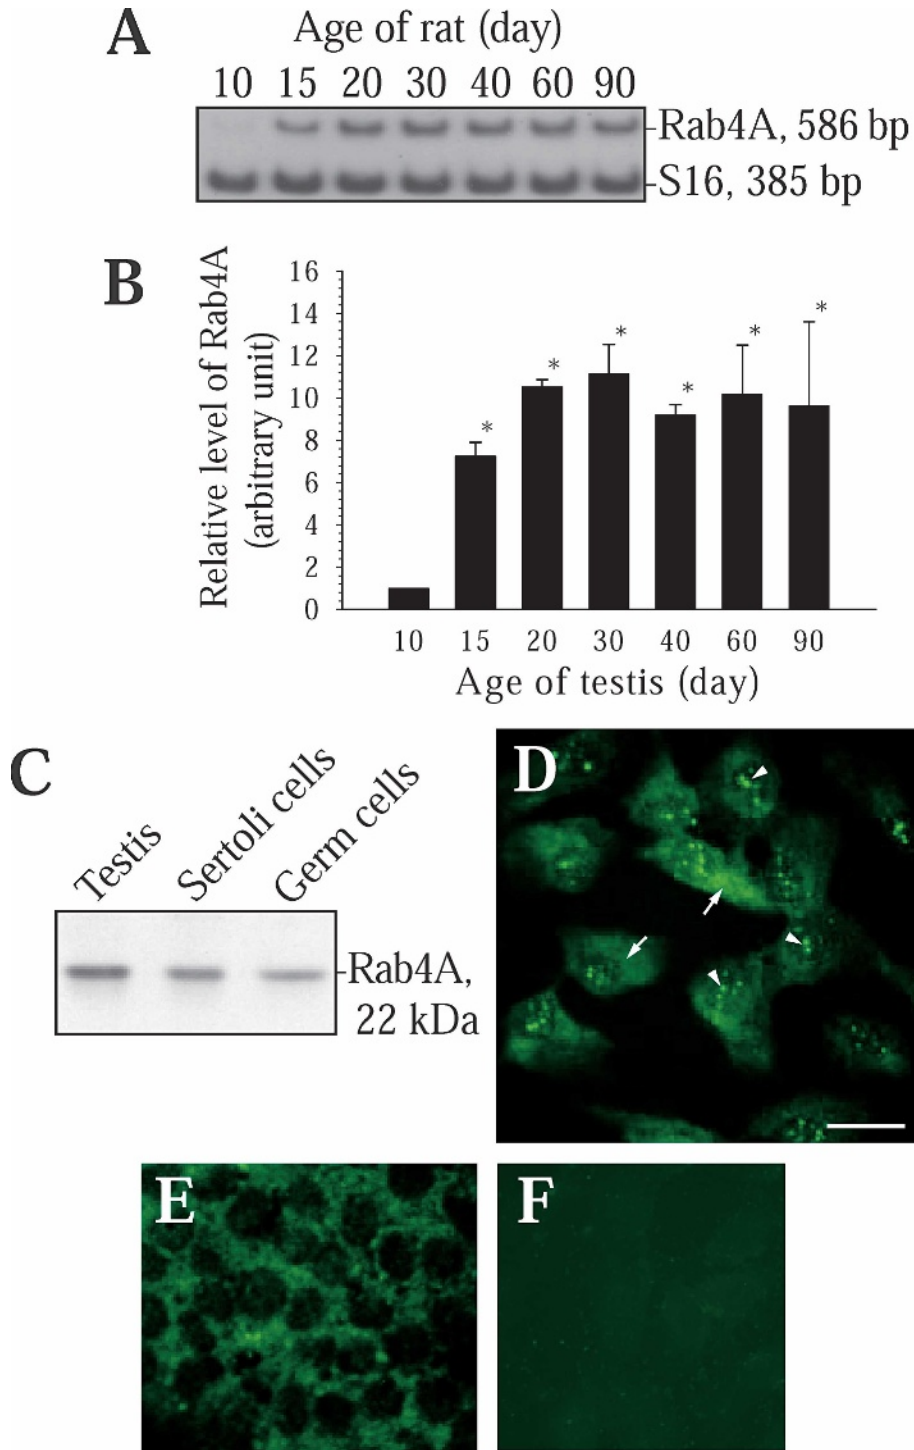 A
Age of rat (day)
10 15 20 30 40 60 90
Rab4A, 586 bp
S16, 385 bp
B
Relative level of Rab4A
(arbitrary unit)
16
14
12
10
8
6
4
2
0
*
*
*
*
*
*
10 15 20 30 40 60 90
Age of testis (day)
C
Testis
Sertoli cells
Germ cells
Rab4A,
22 kDa
D
E
F